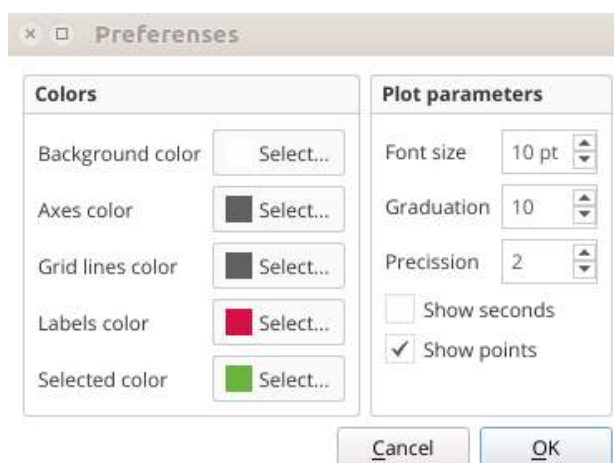 Preferenses
Colors
Background color Select...
Axes color Select...
Grid lines color Select...
Labels color Select...
Selected color Select...
Plot parameters
Font size 10 pt
Graduation 10
Precission 2
Show seconds
Show points
Cancel OK